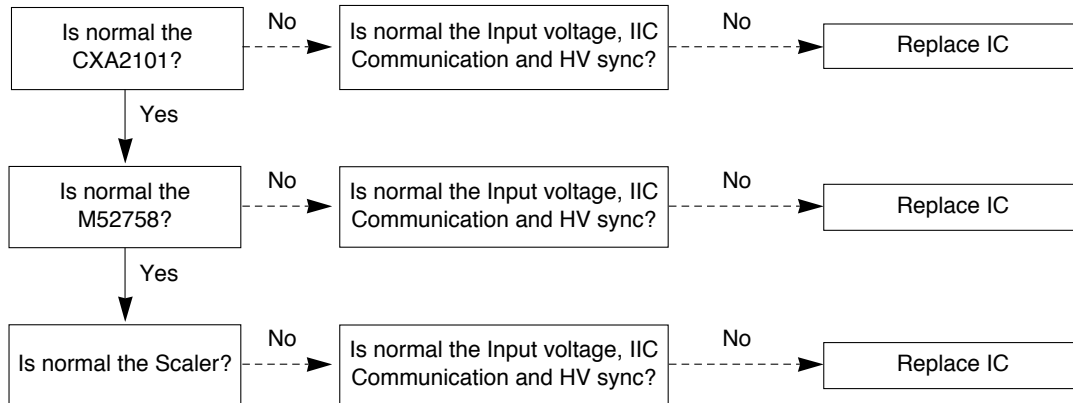 Is normal the
CXA2101?
No
Is normal the Input voltage, IIC
Communication and HV sync?
No
Replace IC
Yes
Is normal the
M52758?
No
Is normal the Input voltage, IIC
Communication and HV sync?
No
Replace IC
Yes
Is normal the Scaler?
No
Is normal the Input voltage, IIC
Communication and HV sync?
No
Replace IC